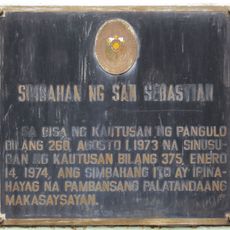 SIMBAHAN NG SAN SEBASTIAN
SA BISA NG KAUTUSAN NG PANGULO
BILANG 260, AGOSTO 1, 1973 NA SINUSU-
GAN NG KAUTUSAN BILANG 375, ENERO
14, 1974, ANG SIMBAHANG ITO AY IPINA-
HAYAG NA PAMBANSANG PALATANDAANG
MAKASAYSAYAN.